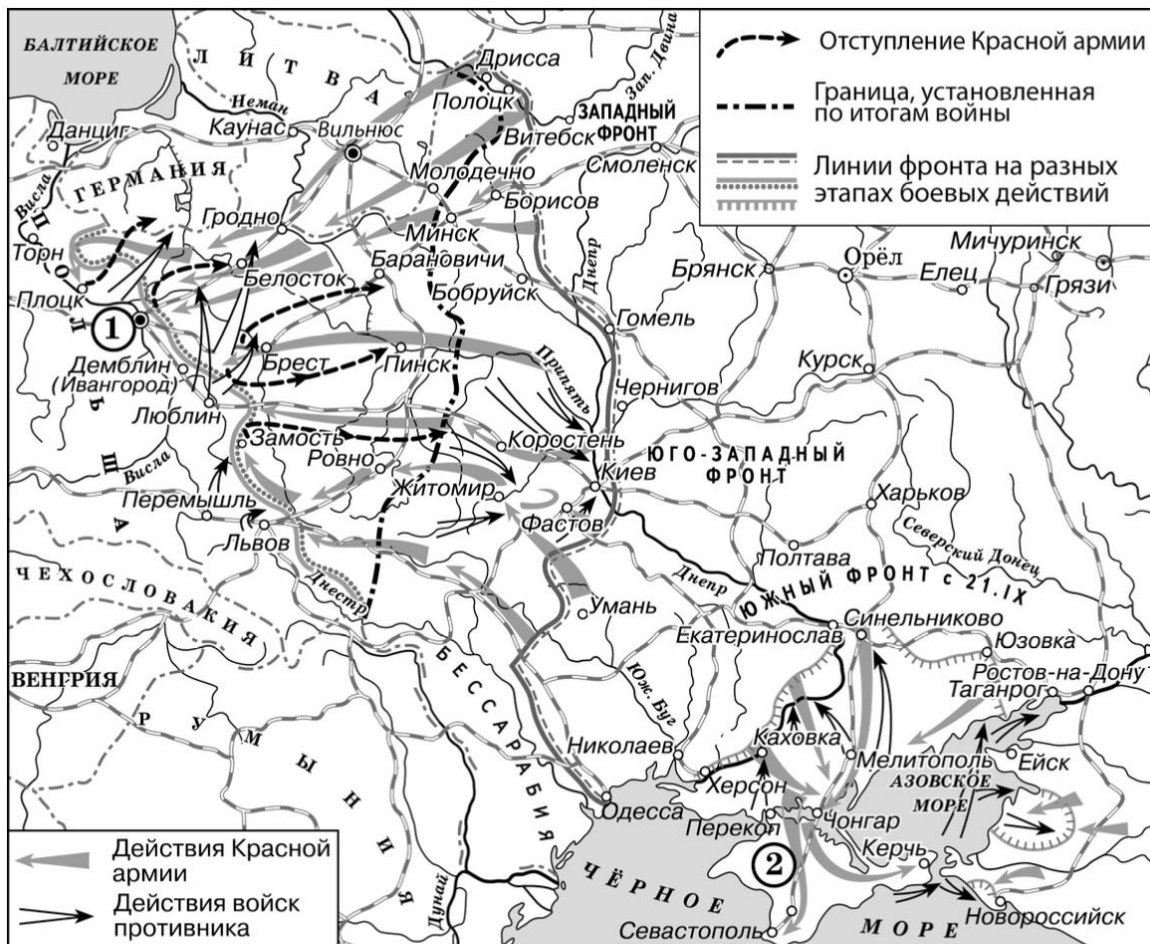 БАЛТИЙСКОЕ
МОРЕ
ЛИТВА
Дрисса
Зап. Двина
Полоцк
Неман
Каунас
Вильнюс
Витебск
ЗАПАДНЫЙ
ФРОНТ
Данциг
Смоленск
ГЕРМАНИЯ
Молодечно
Борисов
Висла
Гродно
Минск
Днепр
Торн
Белосток
Барановичи
Бобруйск
Брянск
Орёл
Мичуринск
Елец
Грязи
Плоцк
1
ПОЛЬША
Гомель
Демблин
(Ивангород)
Брест
Пинск
Припять
Курск
Чернигов
Люблин
Замость
Коростень
Ровно
Висла
Киев
ЮГО-ЗАПАДНЫЙ
ФРОНТ
Житомир
Перемышль
Фастов
Харьков
Львов
Полтава
Северский Донец
ЧЕХОСЛОВАКИЯ
Днестр
Умань
Днепр
ЮЖНЫЙ ФРОНТ с 21.IX
Синельниково
Екатеринослав
Юзовка
ВЕНГРИЯ
БЕССАРАБИЯ
Ростов-на-Дону
Таганрог
РУМЫНИЯ
Юж. Буг
Николаев
Каховка
Мелитополь
Ейск
Херсон
АЗОВСКОЕ
МОРЕ
Одесса
Перекоп
Чонгар
2
Керчь
Дунай
ЧЁРНОЕ
МОРЕ
Новороссийск
Севастополь
Отступление Красной армии
Граница, установленная
по итогам войны
Линии фронта на разных
этапах боевых действий
Действия Красной
армии
Действия войск
противника